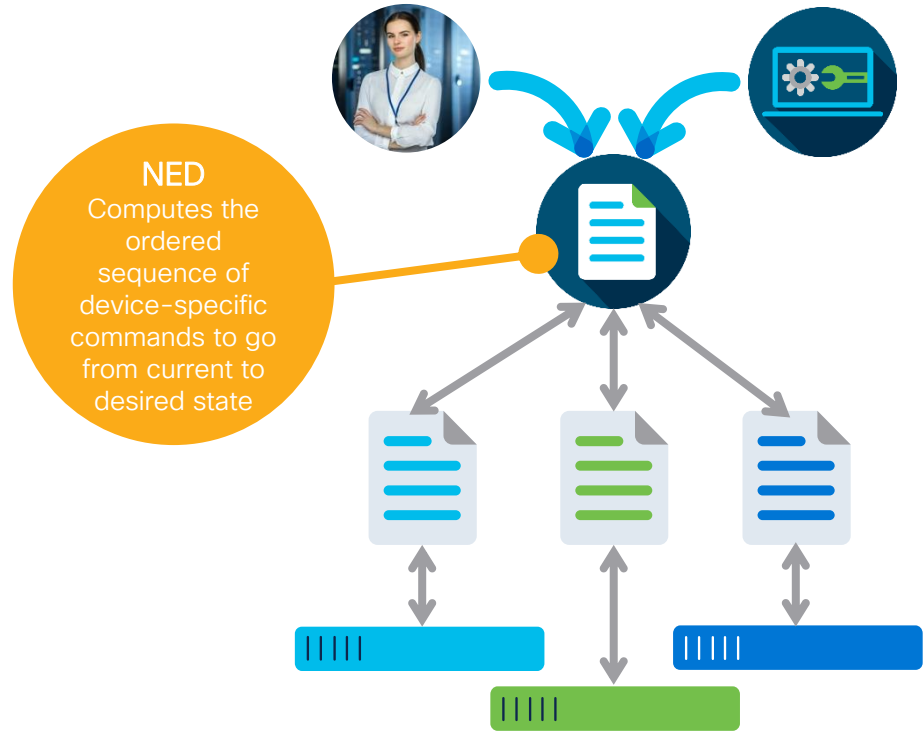 NED
Computes the
ordered
sequence of
device-specific
commands to go
from current to
desired state